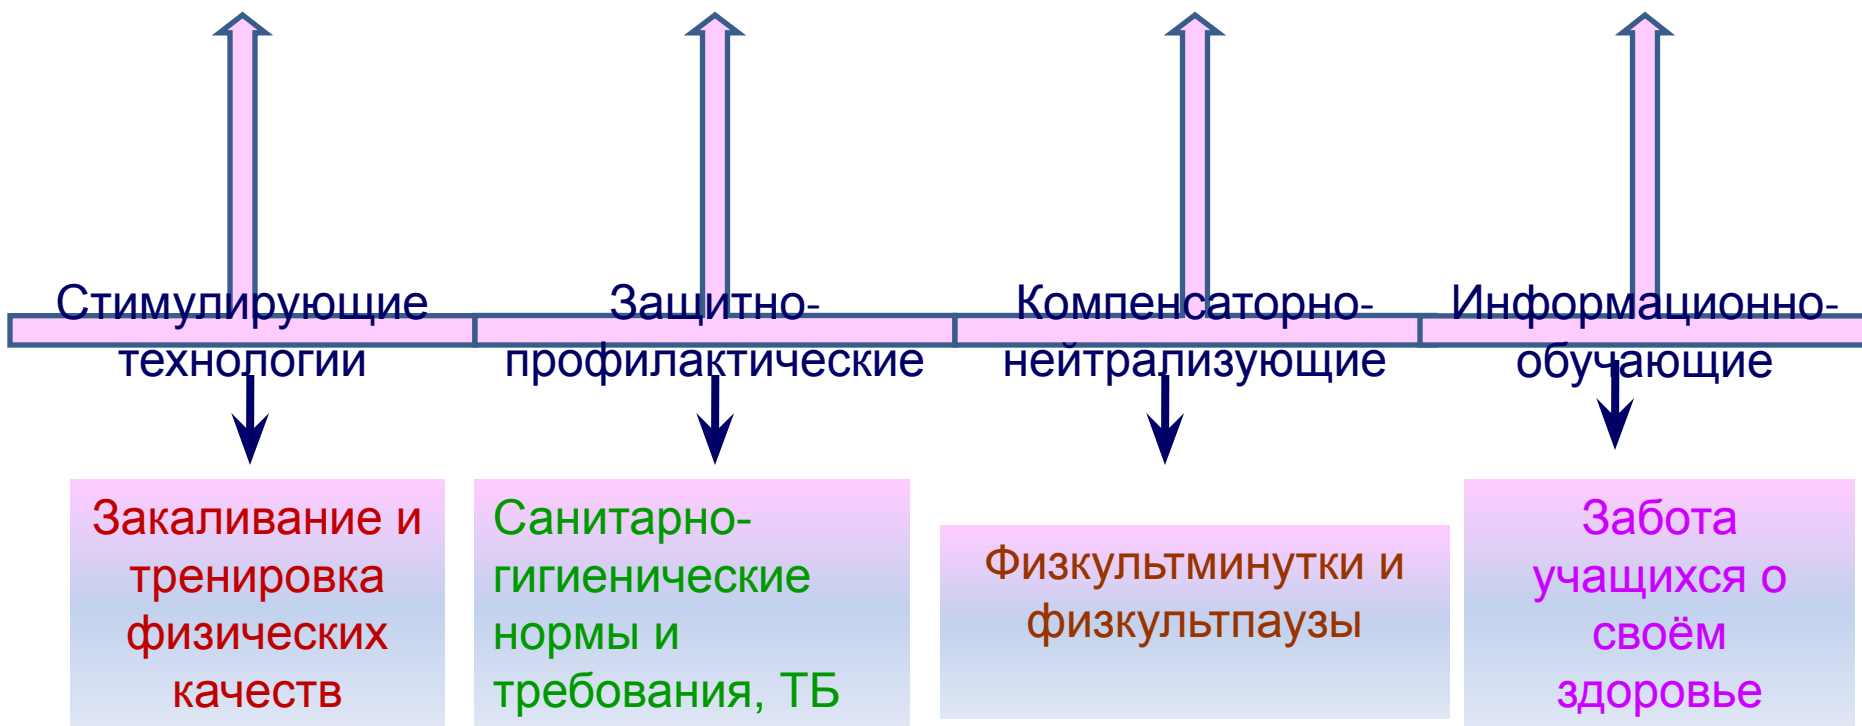 Стимулирующие
технологии
Защитно-
профилактические
Компенсаторно-
нейтрализующие
Информационно-
обучающие
Закаливание и
тренировка
физических
качеств
Санитарно-
гигиенические
нормы и
требования, ТБ
Физкультминутки и
физкультпаузы
Забота
учащихся о
своём
здоровье